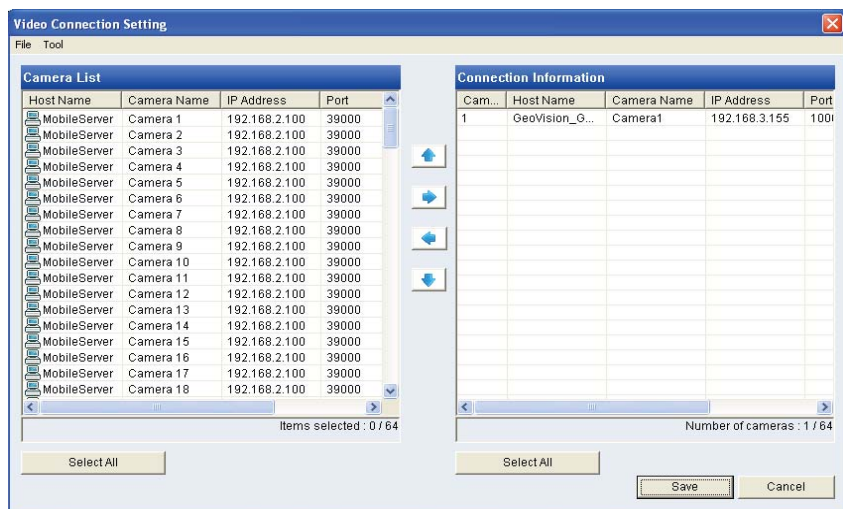 Video Connection Setting
File Tool
Camera List
Host Name Camera Name IP Address Port
MobileServer Camera 1 192.168.2.100 39000
MobileServer Camera 2 192.168.2.100 39000
MobileServer Camera 3 192.168.2.100 39000
MobileServer Camera 4 192.168.2.100 39000
MobileServer Camera 5 192.168.2.100 39000
MobileServer Camera 6 192.168.2.100 39000
MobileServer Camera 7 192.168.2.100 39000
MobileServer Camera 8 192.168.2.100 39000
MobileServer Camera 9 192.168.2.100 39000
MobileServer Camera 10 192.168.2.100 39000
MobileServer Camera 11 192.168.2.100 39000
MobileServer Camera 12 192.168.2.100 39000
MobileServer Camera 13 192.168.2.100 39000
MobileServer Camera 14 192.168.2.100 39000
MobileServer Camera 15 192.168.2.100 39000
MobileServer Camera 16 192.168.2.100 39000
MobileServer Camera 17 192.168.2.100 39000
MobileServer Camera 18 192.168.2.100 39000
Items selected : 0 / 64
Select All
Connection Information
Cam... Host Name Camera Name IP Address Port
1 GeoVision_G... Camera1 192.168.3.155
Number of cameras : 1 / 64
Select All
Save Cancel